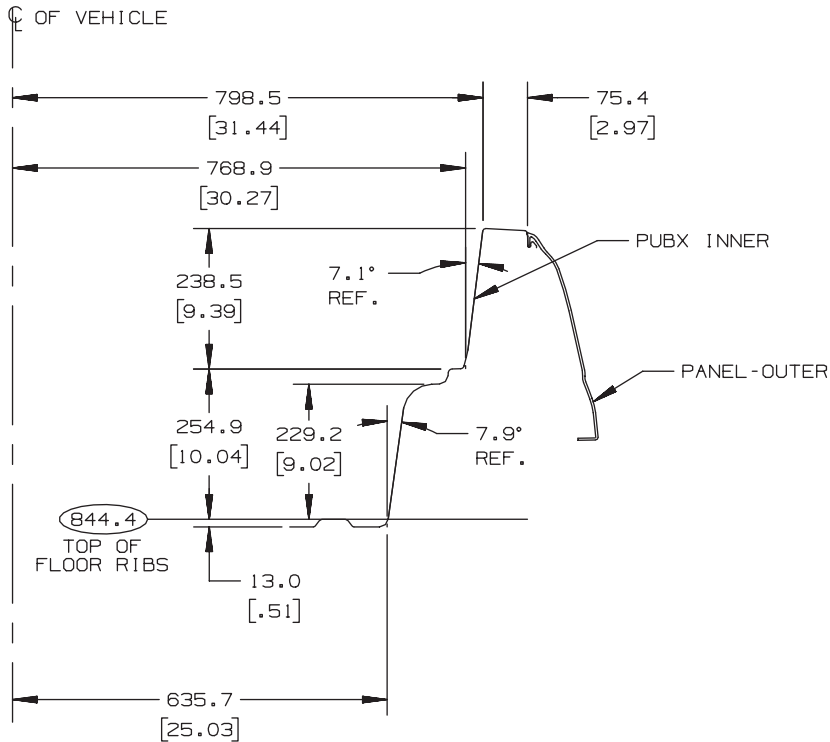 ℄ OF VEHICLE
798.5
[31.44]
75.4
[2.97]
768.9
[30.27]
PUBX INNER
7.1°
REF.
238.5
[9.39]
PANEL-OUTER
254.9
[10.04]
229.2
[9.02]
7.9°
REF.
844.4
TOP OF
FLOOR RIBS
13.0
[.51]
635.7
[25.03]